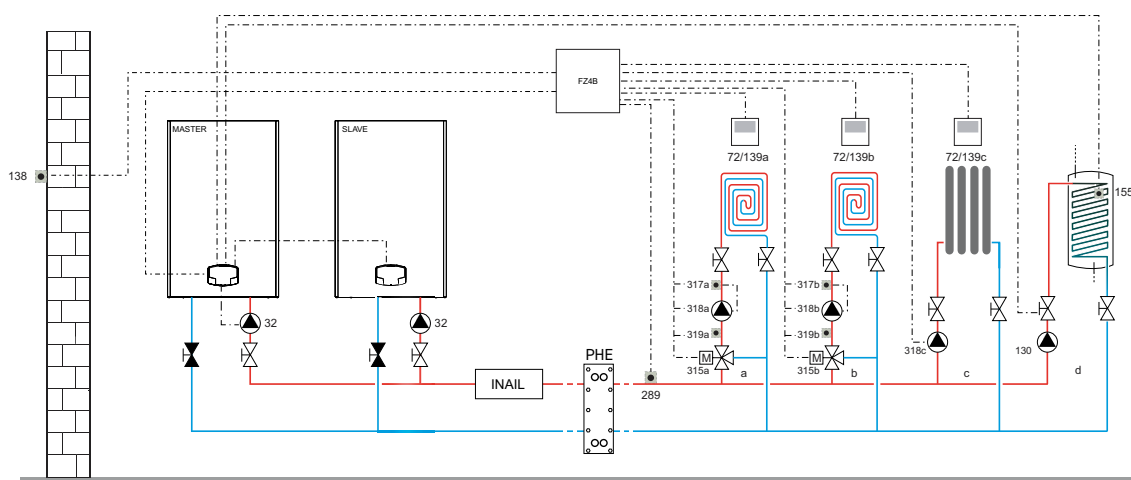 FZ4B
MASTER
SLAVE
138
72/139a
72/139b
72/139c
155
317a
317b
32
32
318a
318b
319a
319b
318c
130
M
M
315a
a
315b
b
c
d
PHE
INAIL
289